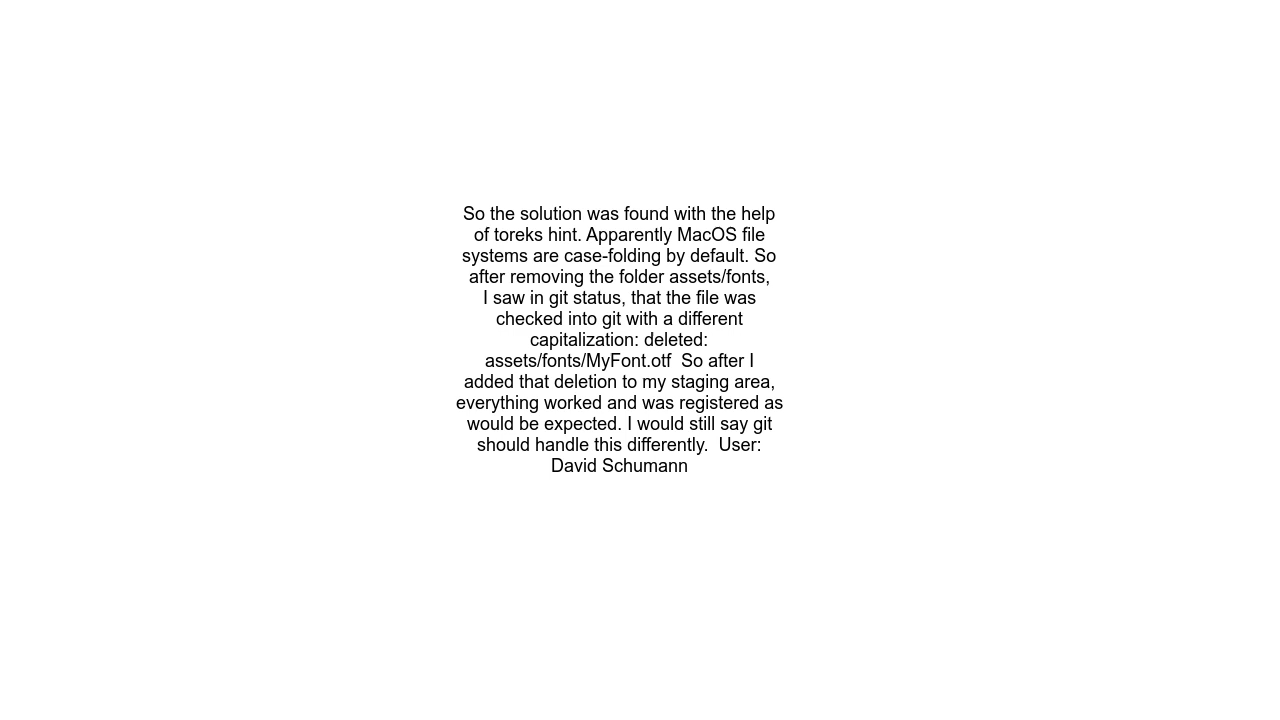 So the solution was found with the help
of toreks hint. Apparently MacOS file
systems are case-folding by default. So
after removing the folder assets/fonts,
I saw in git status, that the file was
checked into git with a different
capitalization: deleted:
assets/fonts/MyFont.otf  So after I
added that deletion to my staging area,
everything worked and was registered as
would be expected. I would still say git
should handle this differently.  User:
David Schumann